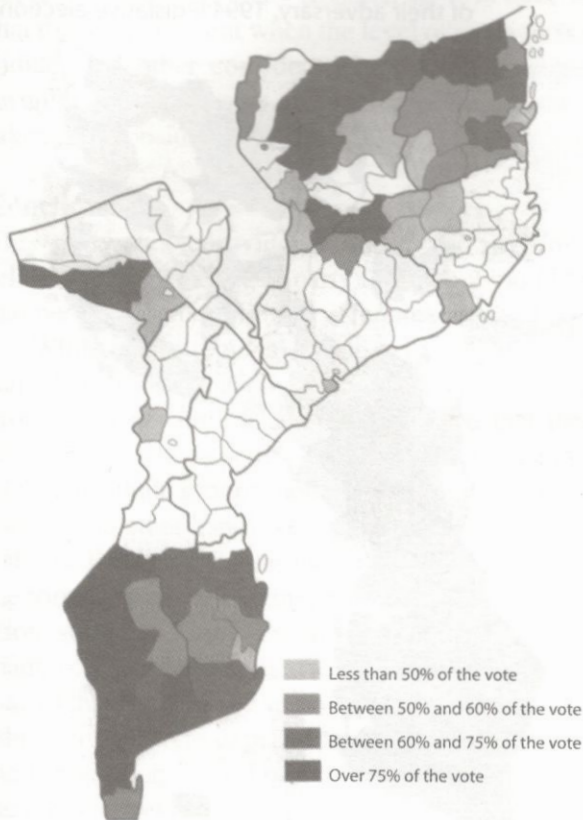 Less than 50% of the vote
Between 50% and 60% of the vote
Between 60% and 75% of the vote
Over 75% of the vote